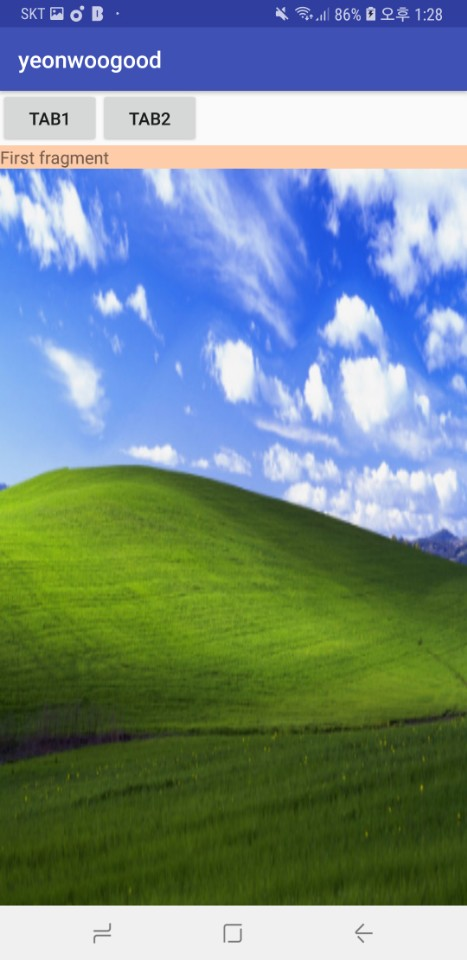 SKT 86% 오후 1:28
yeonwoogood
TAB1 TAB2
First fragment